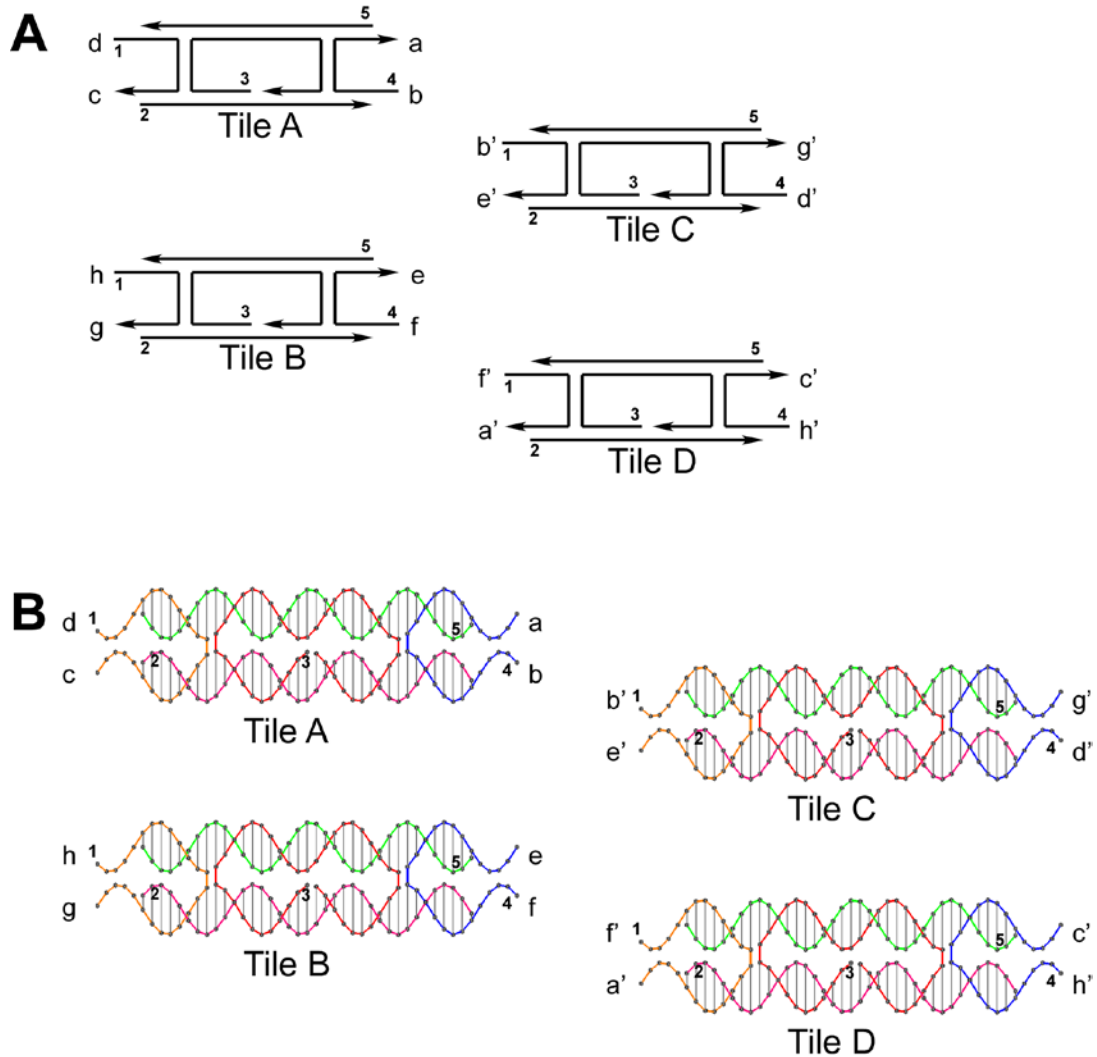 A
5
d 1 a
c 3 4 b
2
Tile A
5
b’ 1 g’
e’ 3 4 d’
2
Tile C
5
h 1 e
g 3 4 f
2
Tile B
5
f’ 1 c’
a’ 3 4 h’
2
Tile D
B
d 1 5 a
c 2 3 4 b
Tile A
b’ 1 5 g’
e’ 2 3 4 d’
Tile C
h 1 5 e
g 2 3 4 f
Tile B
f’ 1 5 c’
a’ 2 3 4 h’
Tile D